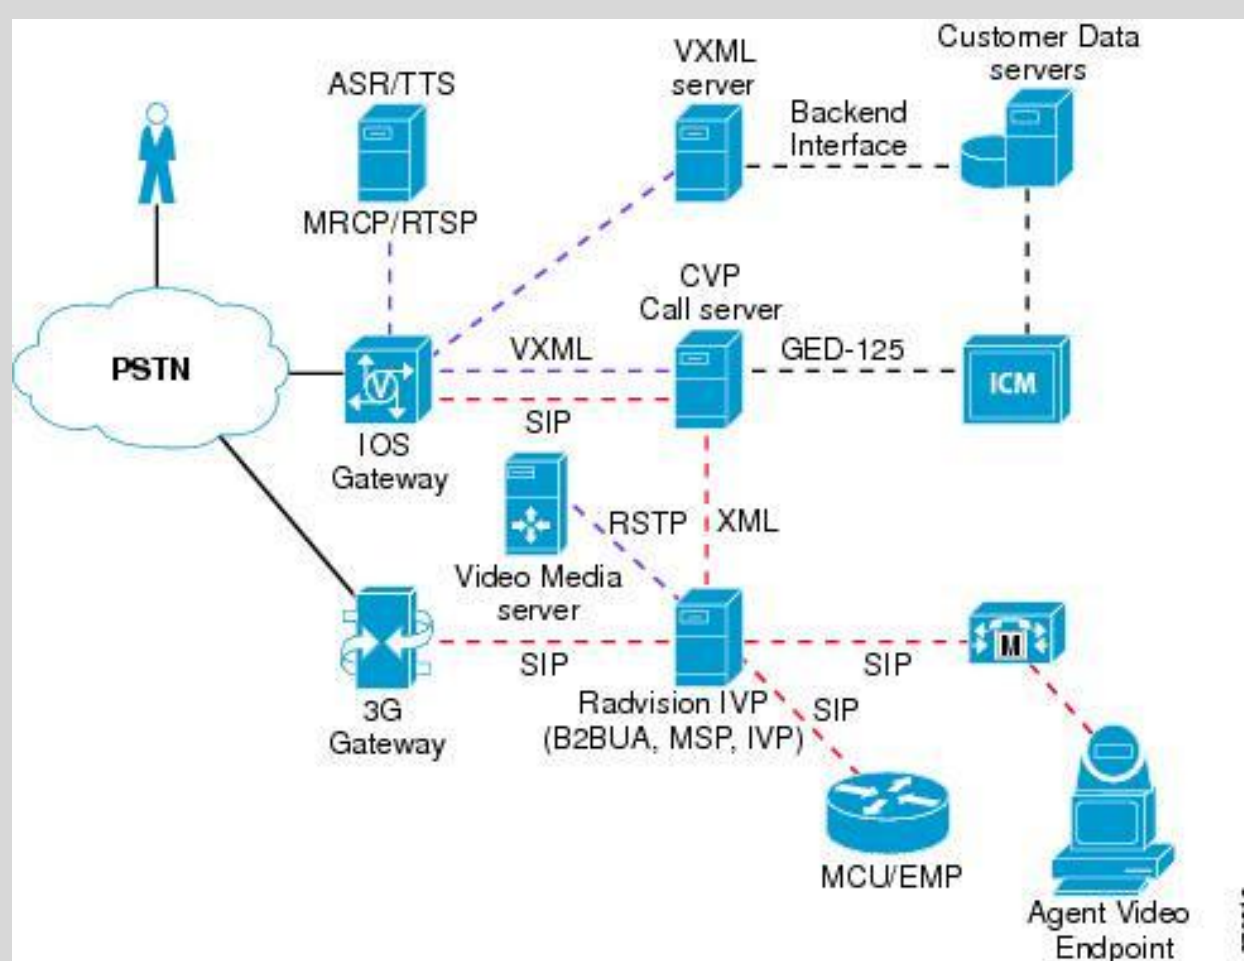 Customer Data
servers
VXML
server
ASR/TTS
Backend
Interface
MRCP/RTSP
CVP
Call server
PSTN
VXML
GED-125
V
ICM
SIP
IOS
Gateway
RSTP
XML
Video Media
server
M
SIP
SIP
Radvision IVP
(B2BUA, MSP, IVP)
SIP
3G
Gateway
MCU/EMP
Agent Video
Endpoint